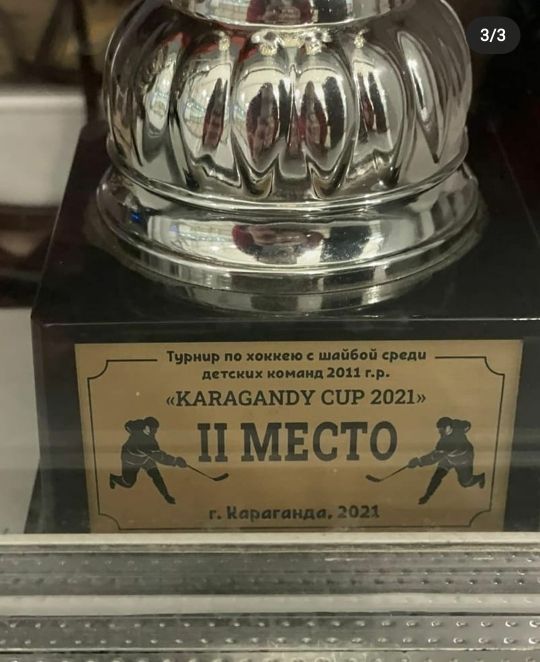 3/3
Турнир по хоккею с шайбой среди
детских команд 2011 г.р.
«KARAGANDY CUP 2021»
II МЕСТО
г. Караганда, 2021